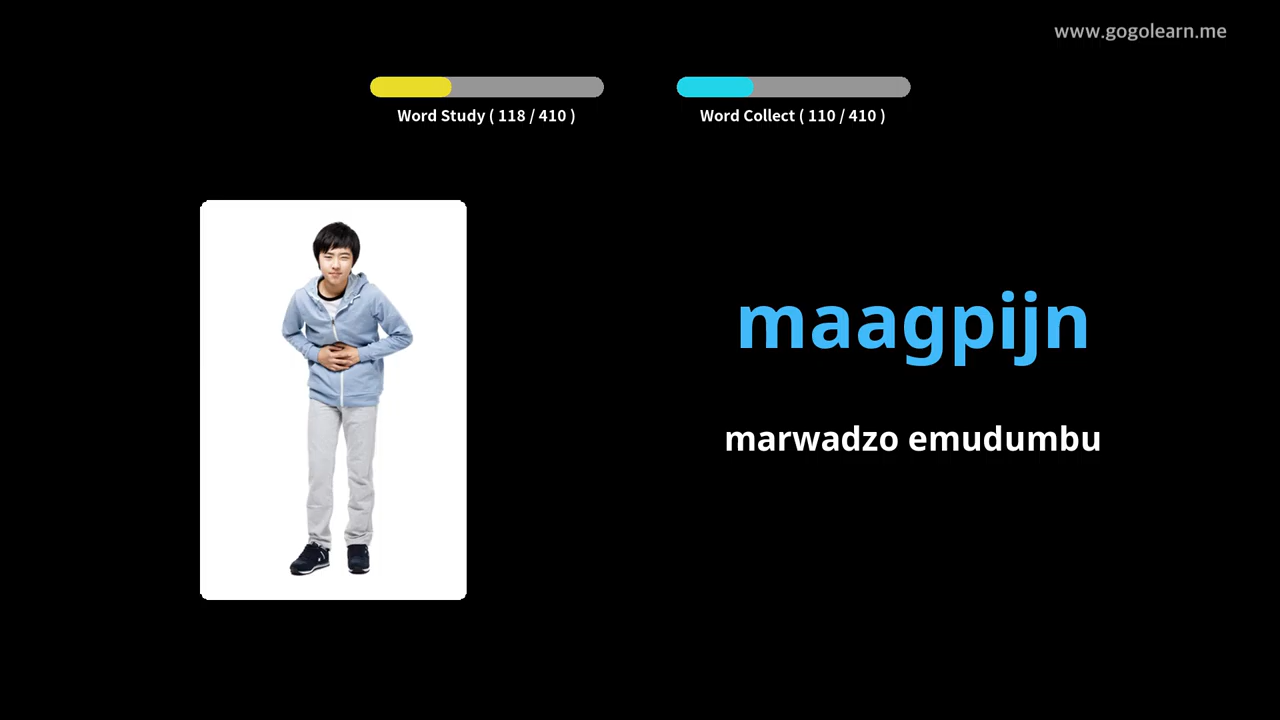 www.gogolearn.me
Word Study ( 118 / 410 )
Word Collect ( 110 / 410 )
maagpijn
marwadzo emudumbu